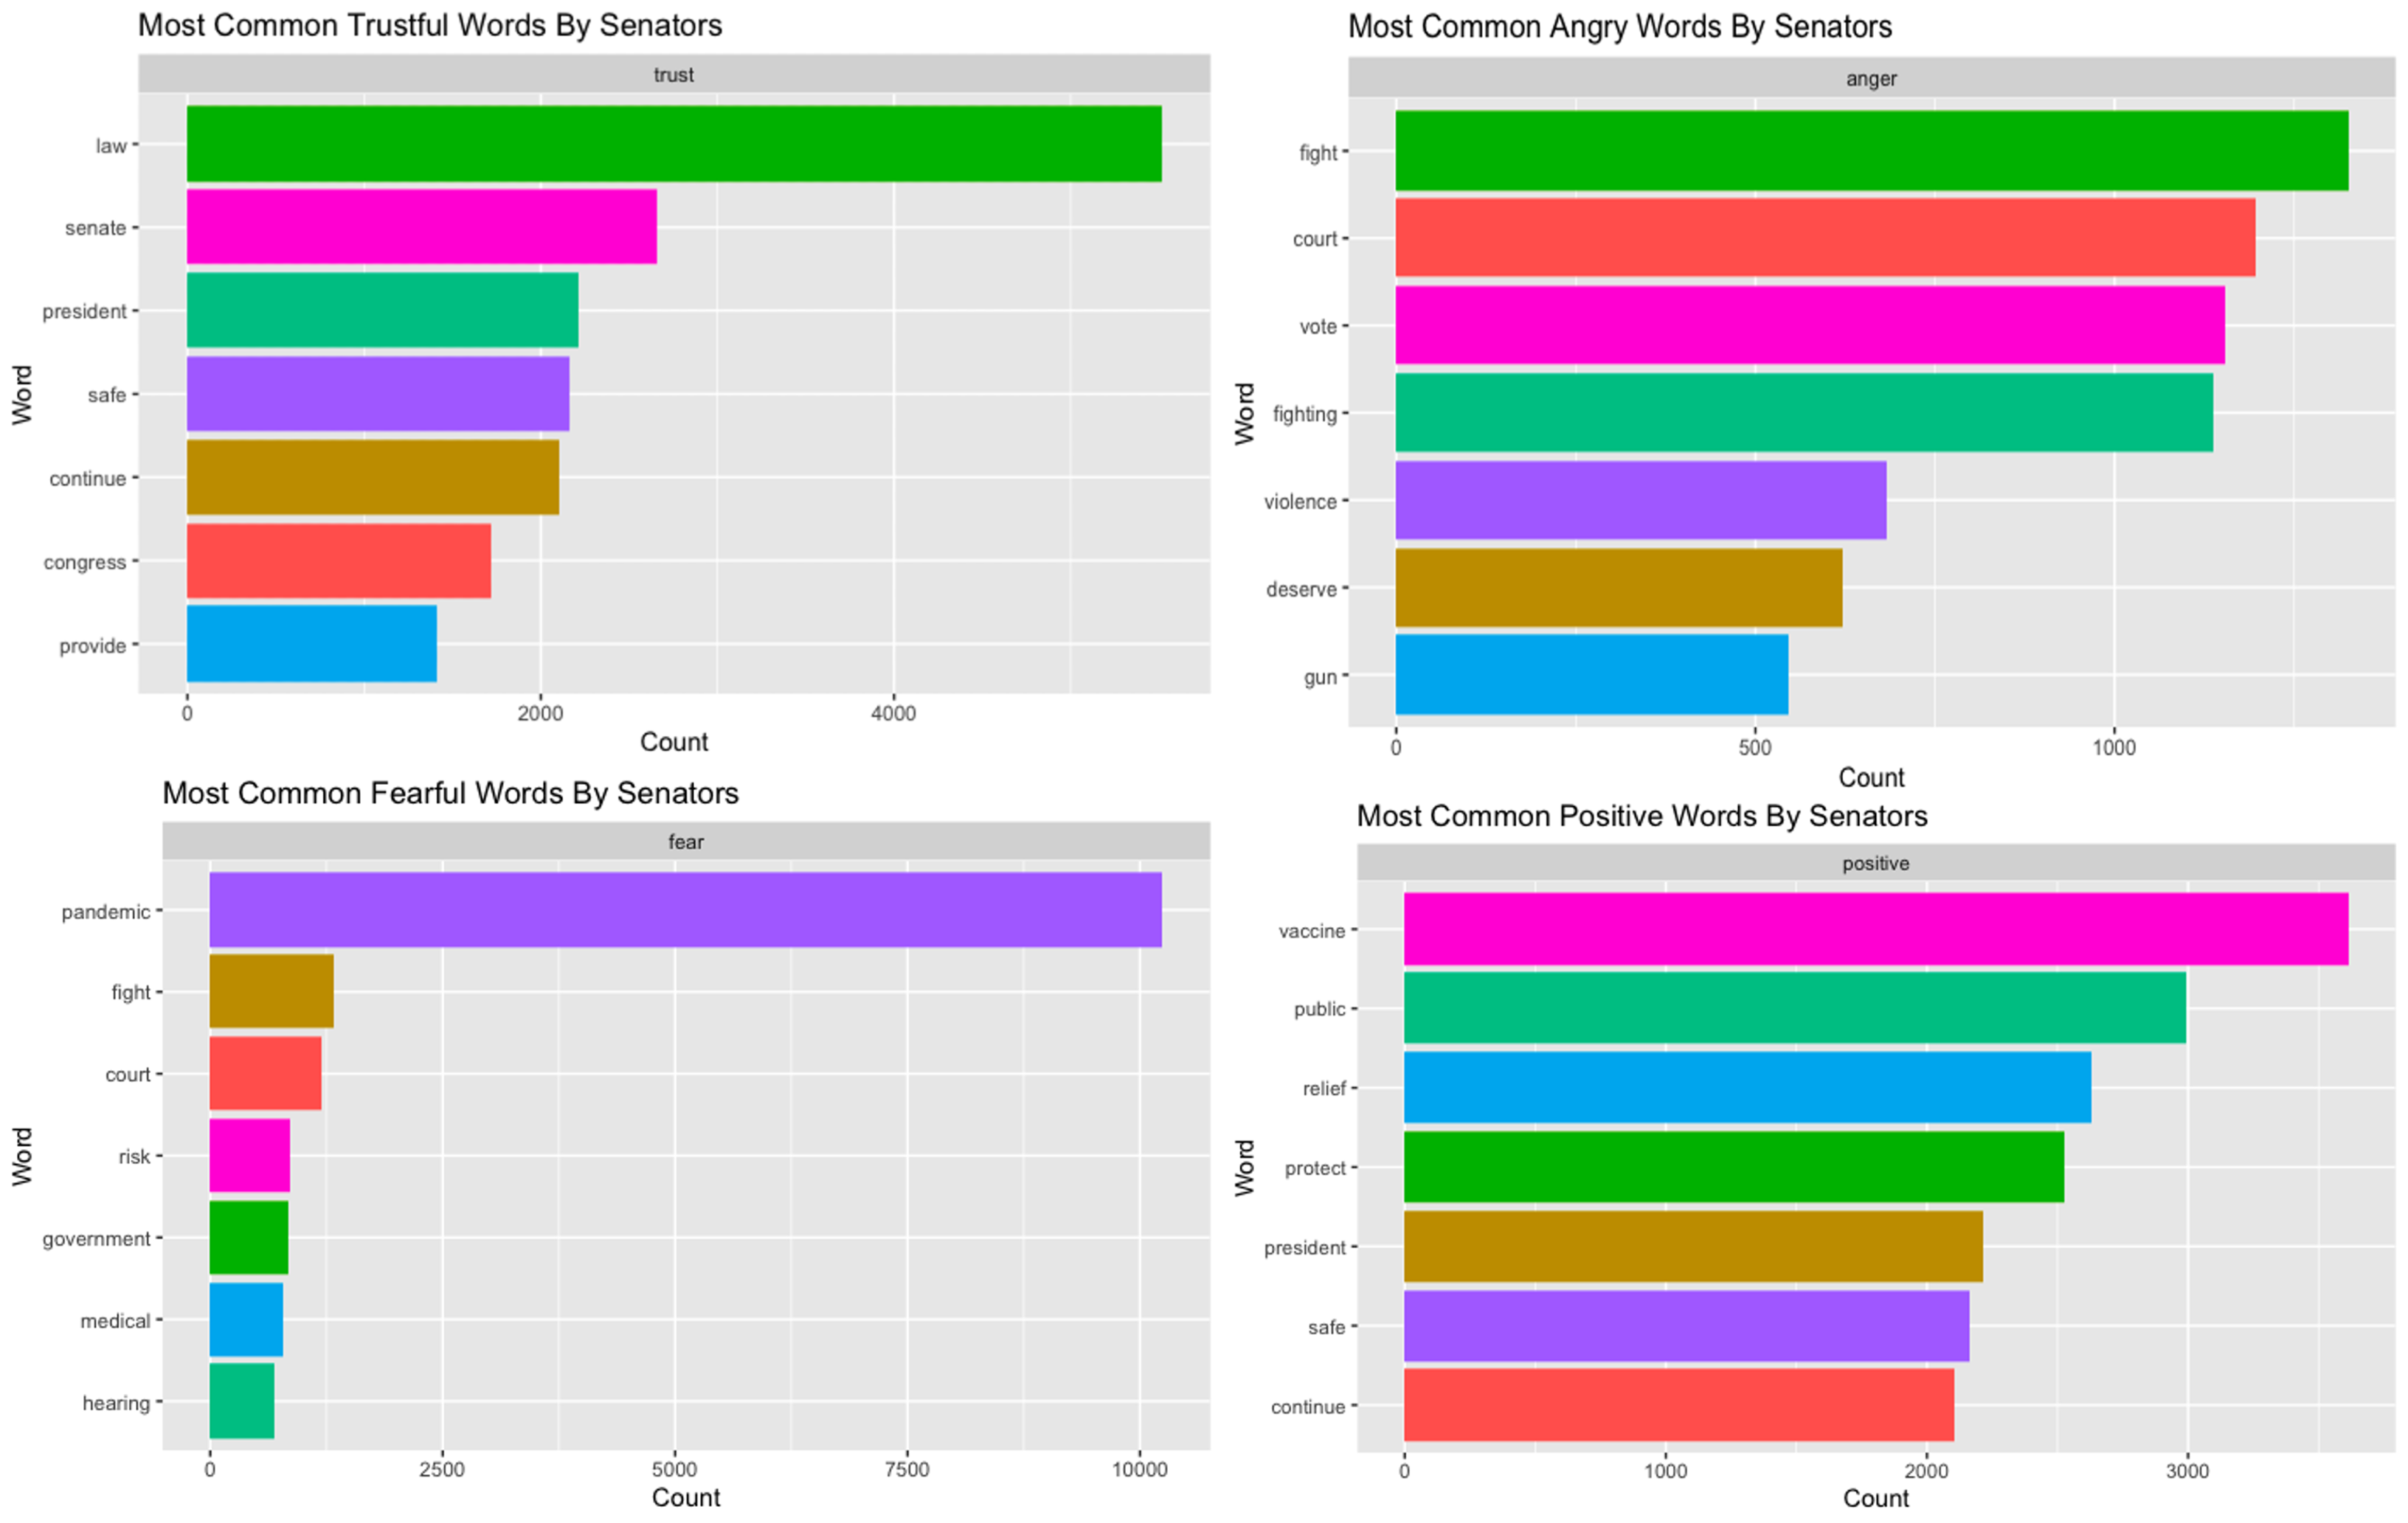 Most Common Trustful Words By Senators
trust
Word
law
senate
president
safe
continue
congress
provide
0 2000 4000
Count
Most Common Angry Words By Senators
anger
Word
fight
court
vote
fighting
violence
deserve
gun
0 500 1000
Count
Most Common Fearful Words By Senators
fear
Word
pandemic
fight
court
risk
government
medical
hearing
0 2500 5000 7500 10000
Count
Most Common Positive Words By Senators
positive
Word
vaccine
public
relief
protect
president
safe
continue
0 1000 2000 3000
Count